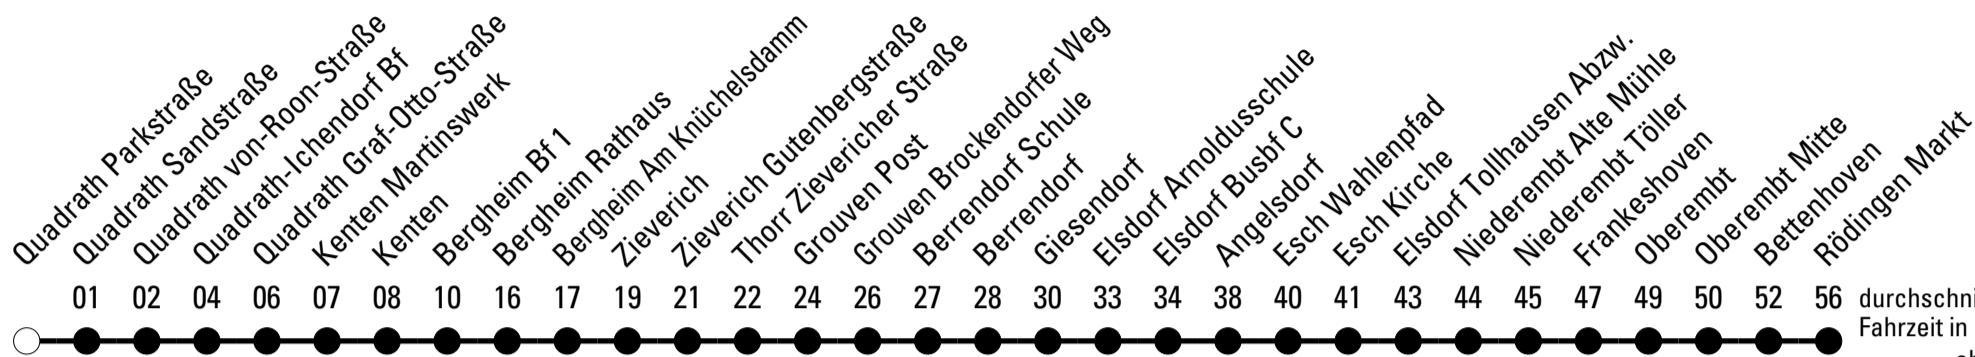 Quadrath Parkstraße
Quadrath Sandstraße
Quadrath von-Roon-Straße
Quadrath-Ichendorf Bf
Quadrath Graf-Otto-Straße
Kenten Martinswerk
Kenten
Bergheim Bf 1
Bergheim Rathaus
Bergheim Am Knüchelsdamm
Zieverich
Zieverich Gutenbergstraße
Thorr Zievericher Straße
Grouven Post
Grouven Brockendorfer Weg
Berrendorf Schule
Berrendorf
Giesendorf
Elsdorf Arnoldusschule
Elsdorf Busbf C
Angelsdorf
Esch Wahlenpfad
Esch Kirche
Elsdorf Tollhausen Abzw.
Niederembt Alte Mühle
Niederembt Töller
Frankeshoven
Oberembt
Oberembt Mitte
Bettenhoven
Rödingen Markt
01 02 04 06 07 08 10 16 17 19 21 22 24 26 27 28 30 33 34 38 40 41 43 44 45 47 49 50 52 56 durchschni
Fahrzeit in